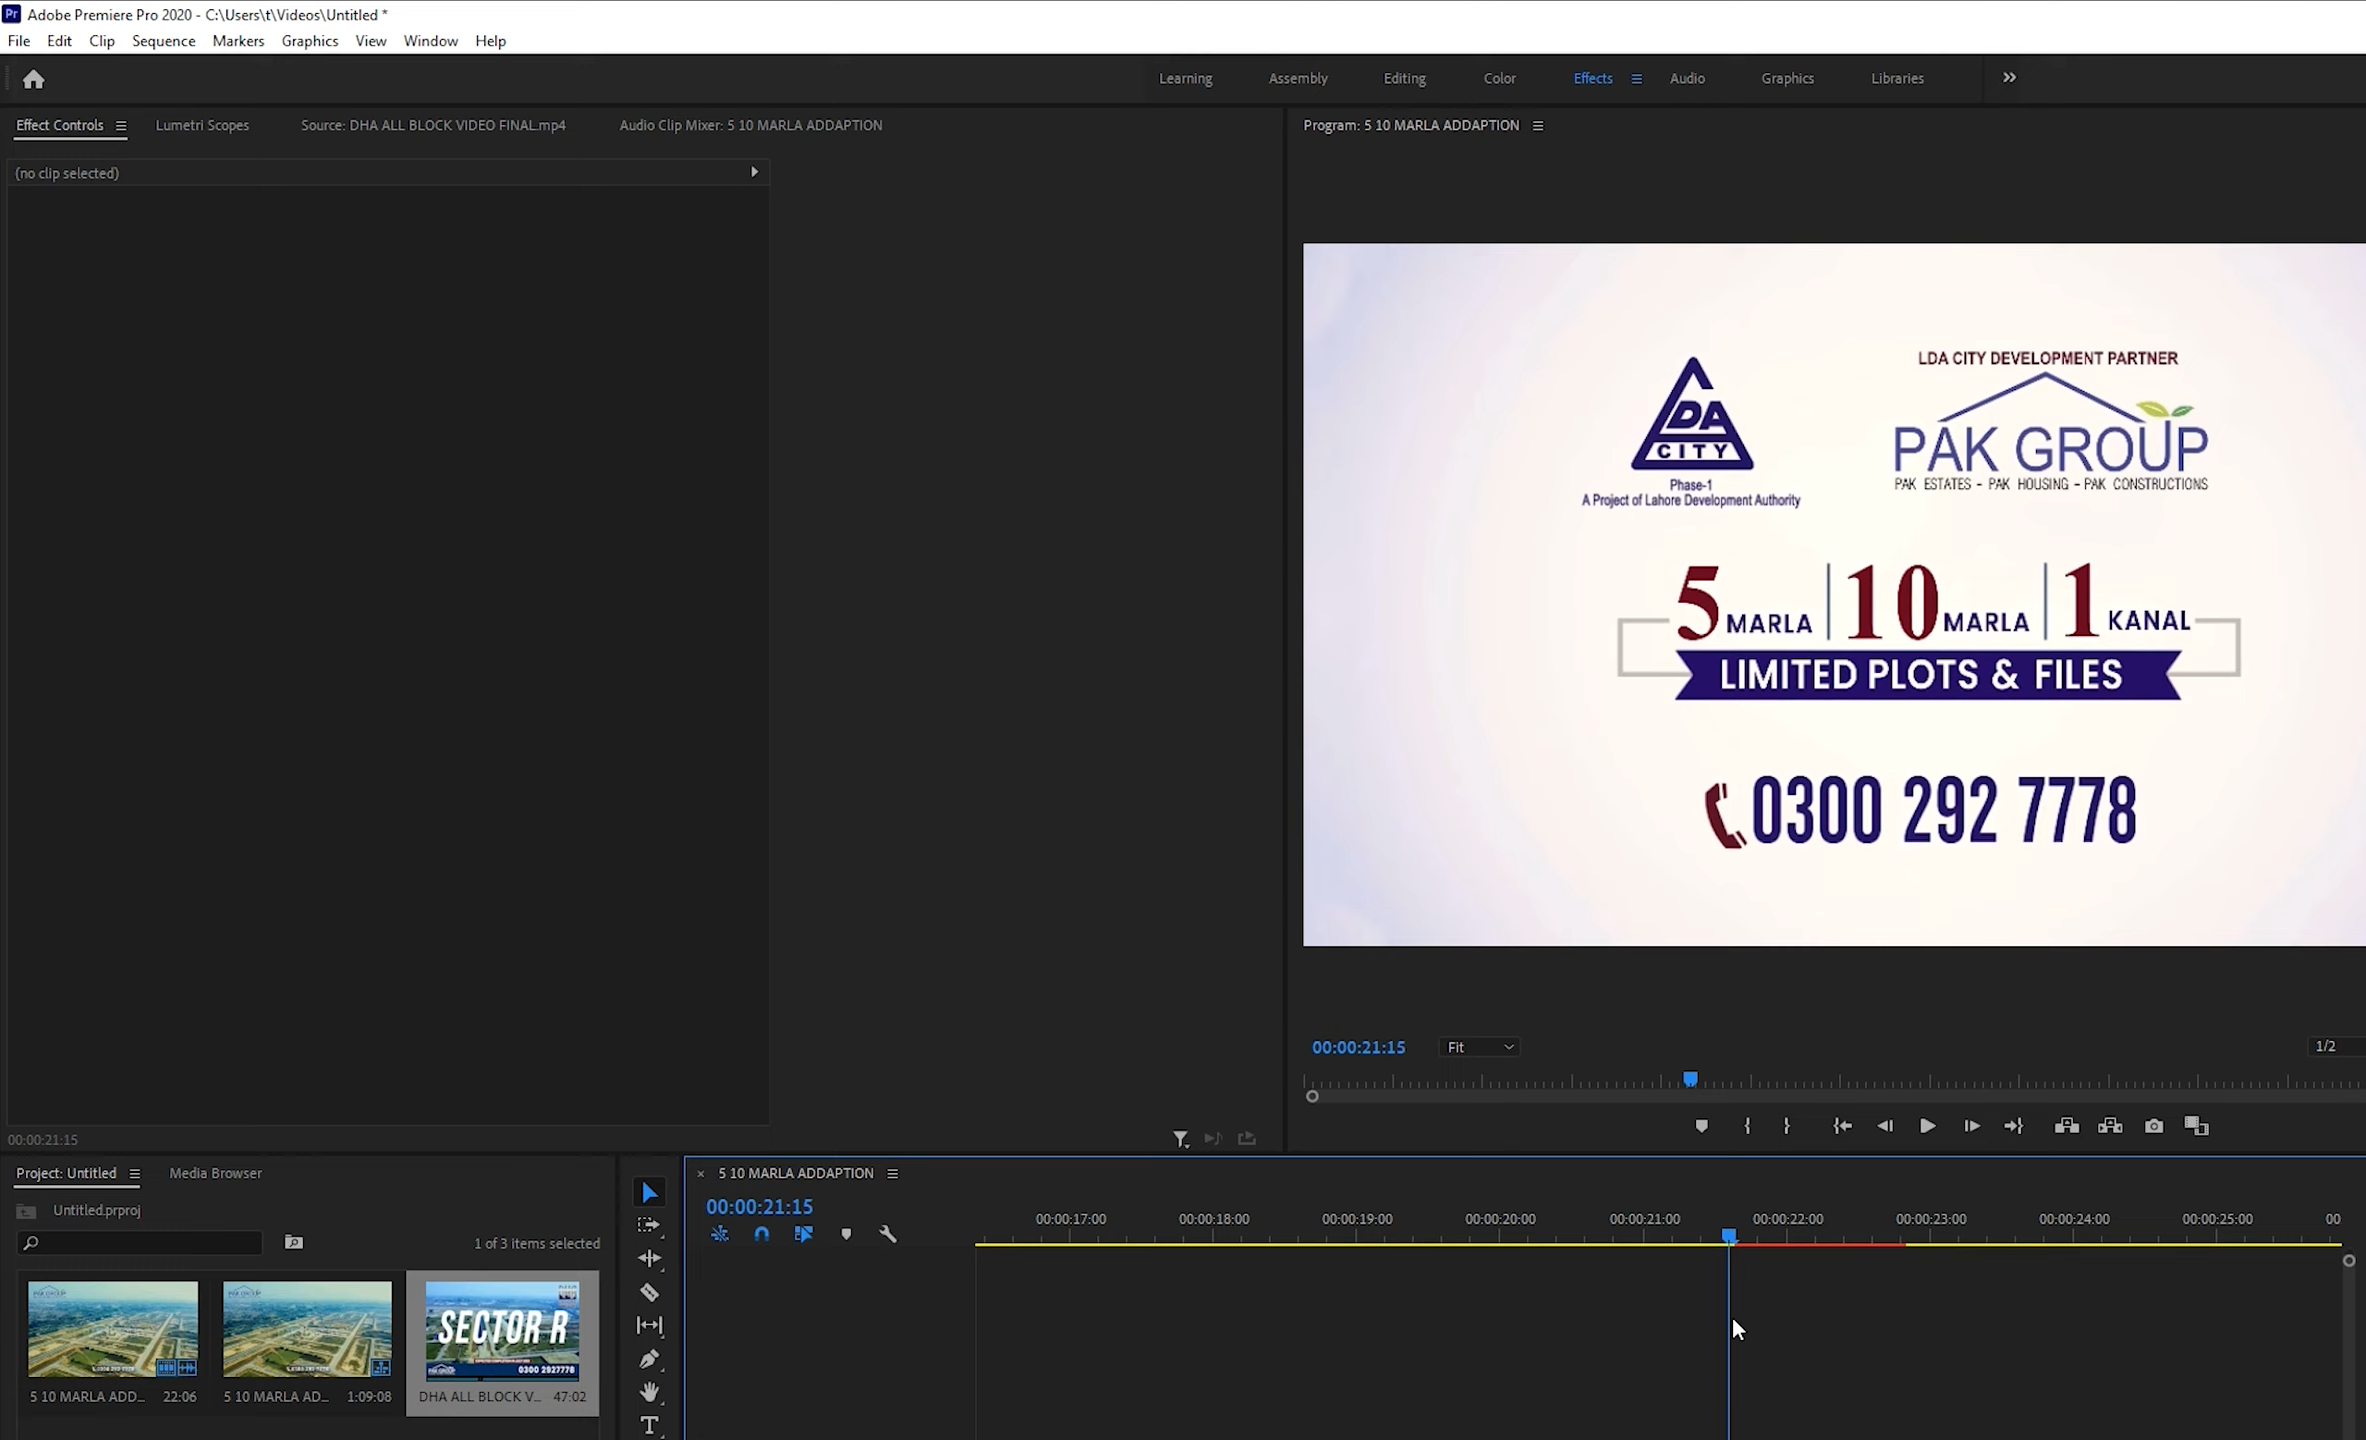 Adobe Premiere Pro 2020 - C:\Users\t\Videos\Untitled *
File Edit Clip Sequence Markers Graphics View Window Help
Learning Assembly Editing Color Effects Audio Graphics Libraries
Effect Controls Lumetri Scopes Source: DHA ALL BLOCK VIDEO FINAL.mp4 Audio Clip Mixer: 5 10 MARLA ADDAPTION
Program: 5 10 MARLA ADDAPTION
(no clip selected)
LDA CITY DEVELOPMENT PARTNER
LDA
CITY
Phase-1
A Project of Lahore Development Authority
PAK GROUP
PAK ESTATES - PAK HOUSING - PAK CONSTRUCTIONS
5 MARLA 10 MARLA 1 KANAL
LIMITED PLOTS & FILES
0300 292 7778
00:00:21:15 Fit 1/2
00:00:21:15
Project: Untitled Media Browser
Untitled.prproj
1 of 3 items selected
SECTOR R
0300 2927778
5 10 MARLA ADD... 22:06
5 10 MARLA AD... 1:09:08
DHA ALL BLOCK V... 47:02
× 5 10 MARLA ADDAPTION
00:00:21:15
00:00:17:00 00:00:18:00 00:00:19:00 00:00:20:00 00:00:21:00 00:00:22:00 00:00:23:00 00:00:24:00 00:00:25:00 00